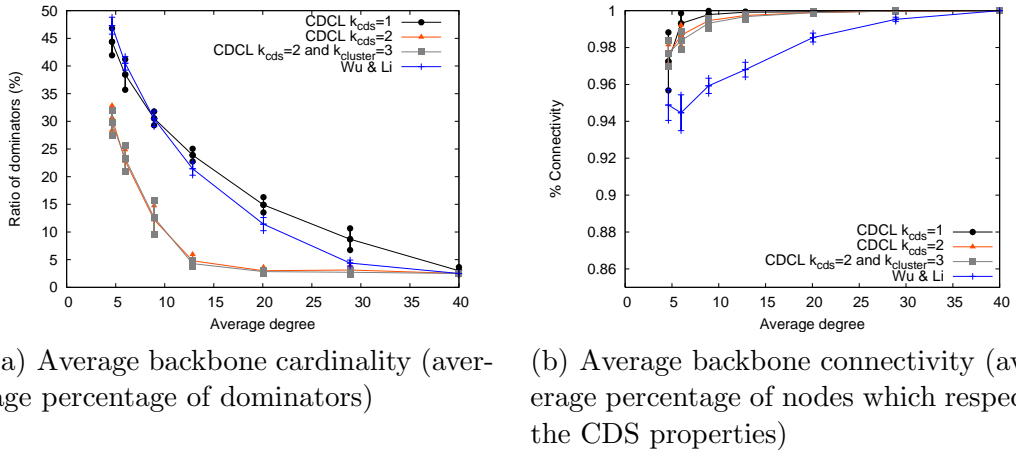 CDCL kcds=1
CDCL kcds=2
CDCL kcds=2 and kcluster=3
Wu & Li
Ratio of dominators (%)
50
45
40
35
30
25
20
15
10
5
0
0 5 10 15 20 25 30 35 40
Average degree
a) Average backbone cardinality (aver-
age percentage of dominators)
% Connectivity
1
0.98
0.96
0.94
0.92
0.9
0.88
0.86
CDCL kcds=1
CDCL kcds=2
CDCL kcds=2 and kcluster=3
Wu & Li
0 5 10 15 20 25 30 35 40
Average degree
(b) Average backbone connectivity (av
erage percentage of nodes which respec
the CDS properties)